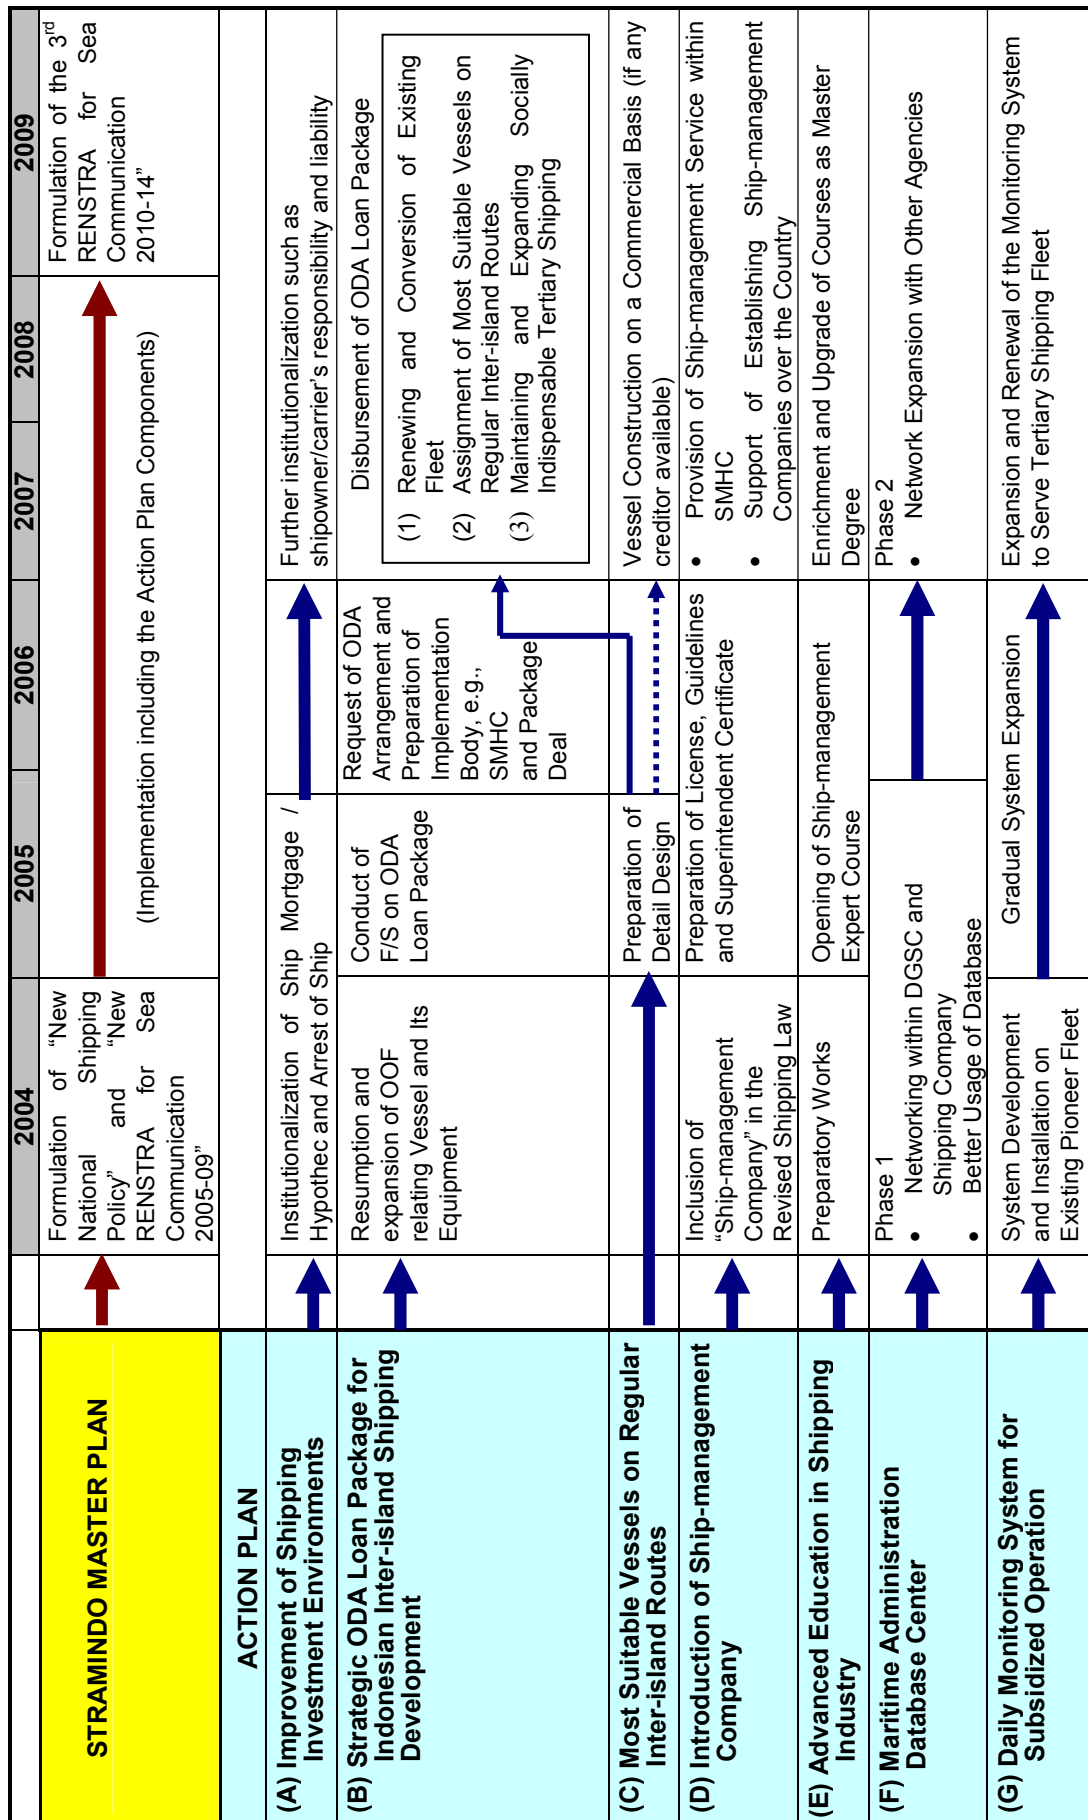 2004
2005
2006
2007
2008
2009
STRAMINDO MASTER PLAN
Formulation of “New
National Shipping
Policy” and “New
RENSTRA for Sea
Communication
2005-09”
(Implementation including the Action Plan Components)
Formulation of the 3rd
RENSTRA for Sea
Communication
2010-14”
ACTION PLAN
(A) Improvement of Shipping
Investment Environments
Institutionalization of Ship Mortgage /
Hypothec and Arrest of Ship
Further institutionalization such as
shipowner/carrier's responsibility and liability
(B) Strategic ODA Loan Package for
Indonesian Inter-island Shipping
Development
Resumption and
expansion of OOF
relating Vessel and Its
Equipment
Conduct of
F/S on ODA
Loan Package
Request of ODA
Arrangement and
Preparation of
Implementation
Body, e.g.,
SMHC
and Package
Deal
Disbursement of ODA Loan Package
(1) Renewing and Conversion of Existing
Fleet
(2) Assignment of Most Suitable Vessels on
Regular Inter-island Routes
(3) Maintaining and Expanding Socially
Indispensable Tertiary Shipping
(C) Most Suitable Vessels on Regular
Inter-island Routes
Preparation of
Detail Design
Vessel Construction on a Commercial Basis (if any
creditor available)
(D) Introduction of Ship-management
Company
Inclusion of
“Ship-management
Company” in the
Revised Shipping Law
Preparation of License, Guidelines
and Superintendent Certificate
• Provision of Ship-management Service within
SMHC
• Support of Establishing Ship-management
Companies over the Country
(E) Advanced Education in Shipping
Industry
Preparatory Works
Opening of Ship-management
Expert Course
Enrichment and Upgrade of Courses as Master
Degree
(F) Maritime Administration
Database Center
Phase 1
• Networking within DGSC and
Shipping Company
• Better Usage of Database
Phase 2
• Network Expansion with Other Agencies
(G) Daily Monitoring System for
Subsidized Operation
System Development
and Installation on
Existing Pioneer Fleet
Gradual System Expansion
Expansion and Renewal of the Monitoring System
to Serve Tertiary Shipping Fleet